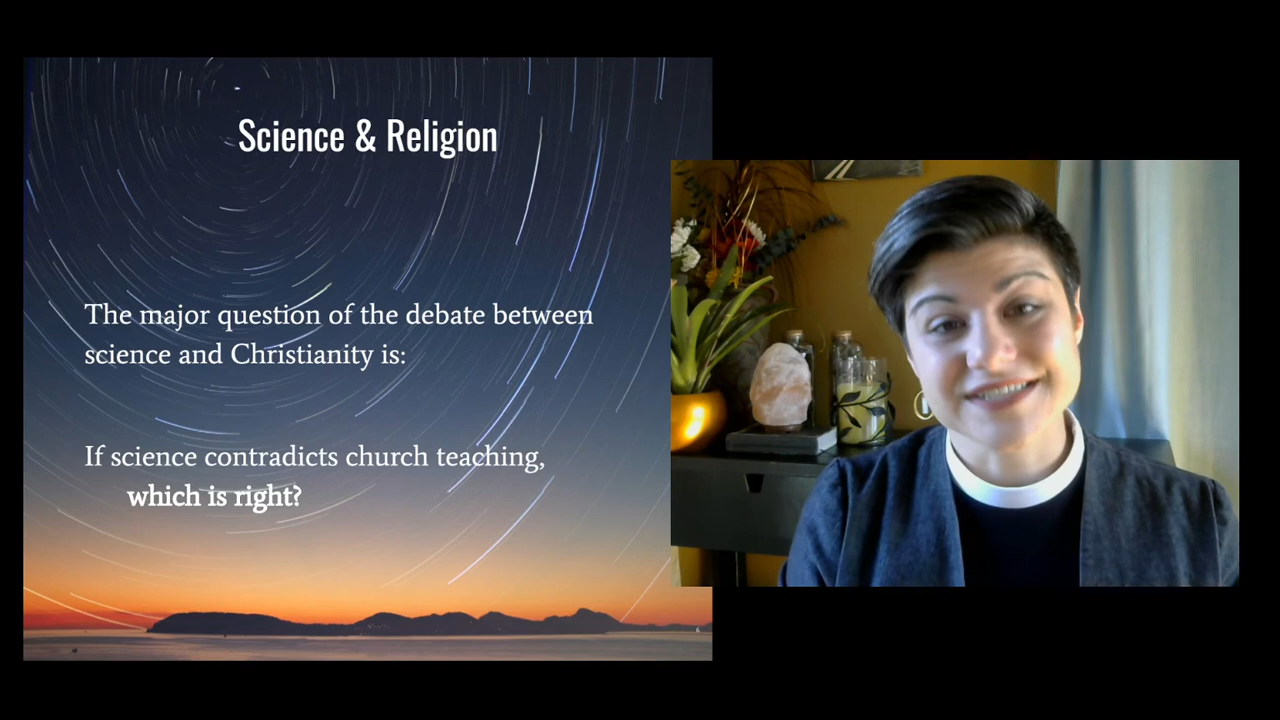 Science & Religion
The major question of the debate between
science and Christianity is:
If science contradicts church teaching,
which is right?